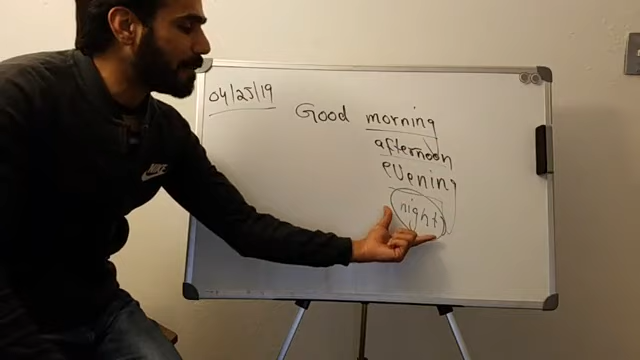 04/25/19
Good morning
afternoon
evening
night
NIKE